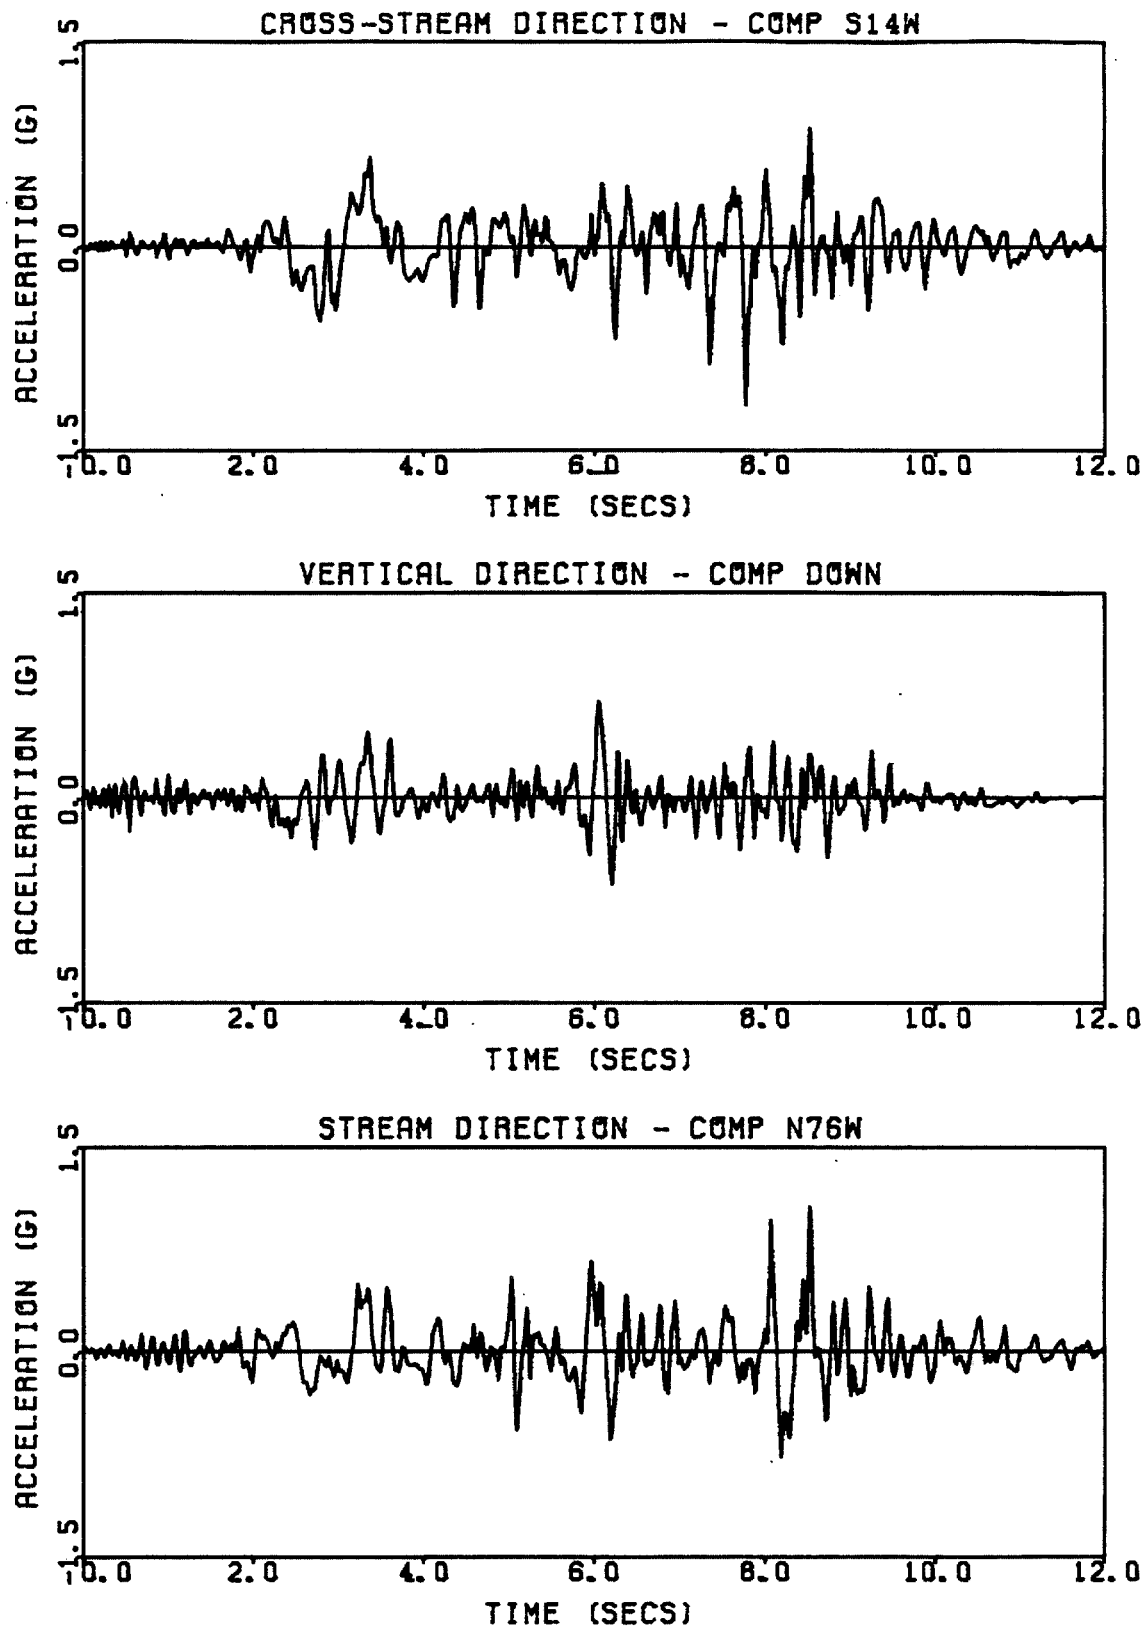 CROSS-STREAM DIRECTION - COMP S14W
ACCELERATION (G)
1.5
0.0
-1.5
0.0 2.0 4.0 6.0 8.0 10.0 12.0
TIME (SECS)
VERTICAL DIRECTION - COMP DOWN
ACCELERATION (G)
1.5
0.0
-1.5
0.0 2.0 4.0 6.0 8.0 10.0 12.0
TIME (SECS)
STREAM DIRECTION - COMP N76W
ACCELERATION (G)
1.5
0.0
-1.5
0.0 2.0 4.0 6.0 8.0 10.0 12.0
TIME (SECS)